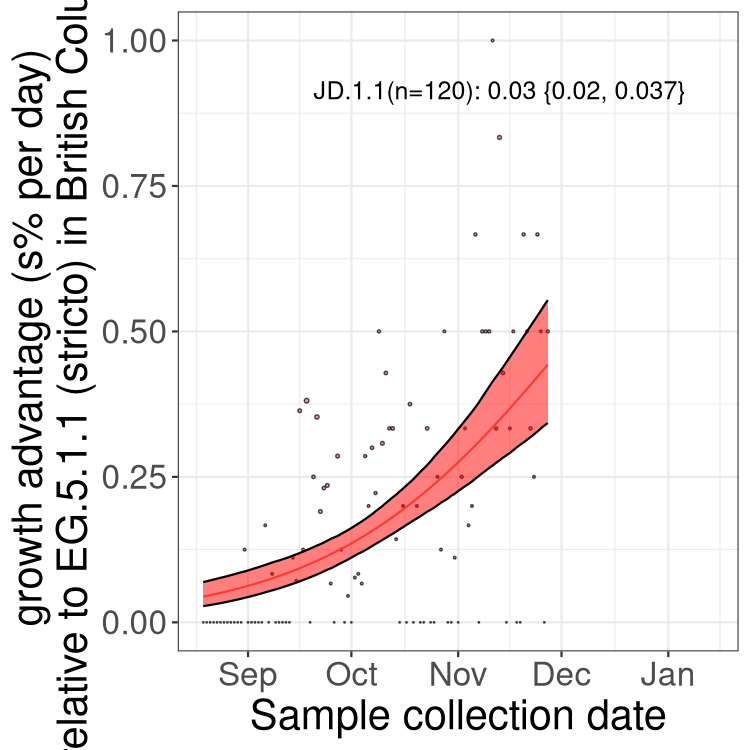 growth advantage (s% per day)
relative to EG.5.1.1 (stricto) in British Colu
1.00
0.75
0.50
0.25
0.00
JD.1.1(n=120): 0.03 {0.02, 0.037}
Sep Oct Nov Dec Jan
Sample collection date